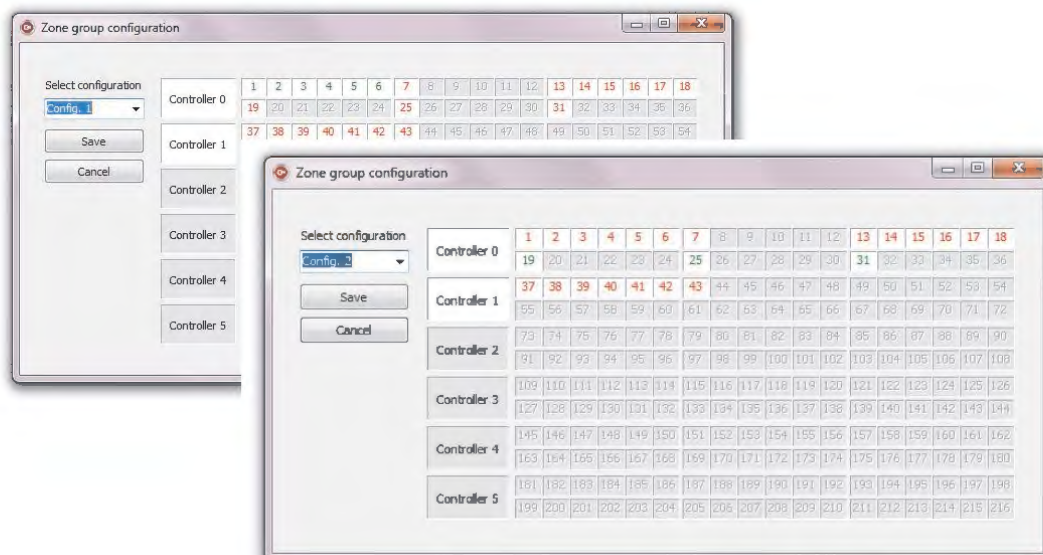 Zone group configuration
Select configuration
Config. 1
Save
Cancel
Controller 0
1 2 3 4 5 6 7 8 9 10 11 12 13 14 15 16 17 18
19 20 21 22 23 24 25 26 27 28 29 30 31 32 33 34 35 36
Controller 1
37 38 39 40 41 42 43 44 45 46 47 48 49 50 51 52 53 54
Controller 2
Controller 3
Controller 4
Controller 5
Zone group configuration
Select configuration
Config. 2
Save
Cancel
Controller 0
1 2 3 4 5 6 7 8 9 10 11 12 13 14 15 16 17 18
19 20 21 22 23 24 25 26 27 28 29 30 31 32 33 34 35 36
Controller 1
37 38 39 40 41 42 43 44 45 46 47 48 49 50 51 52 53 54
55 56 57 58 59 60 61 62 63 64 65 66 67 68 69 70 71 72
Controller 2
73 74 75 76 77 78 79 80 81 82 83 84 85 86 87 88 89 90
91 92 93 94 95 96 97 98 99 100 101 102 103 104 105 106 107 108
Controller 3
109 110 111 112 113 114 115 116 117 118 119 120 121 122 123 124 125 126
127 128 129 130 131 132 133 134 135 136 137 138 139 140 141 142 143 144
Controller 4
145 146 147 148 149 150 151 152 153 154 155 156 157 158 159 160 161 162
163 164 165 166 167 168 169 170 171 172 173 174 175 176 177 178 179 180
Controller 5
181 182 183 184 185 186 187 188 189 190 191 192 193 194 195 196 197 198
199 200 201 202 203 204 205 206 207 208 209 210 211 212 213 214 215 216